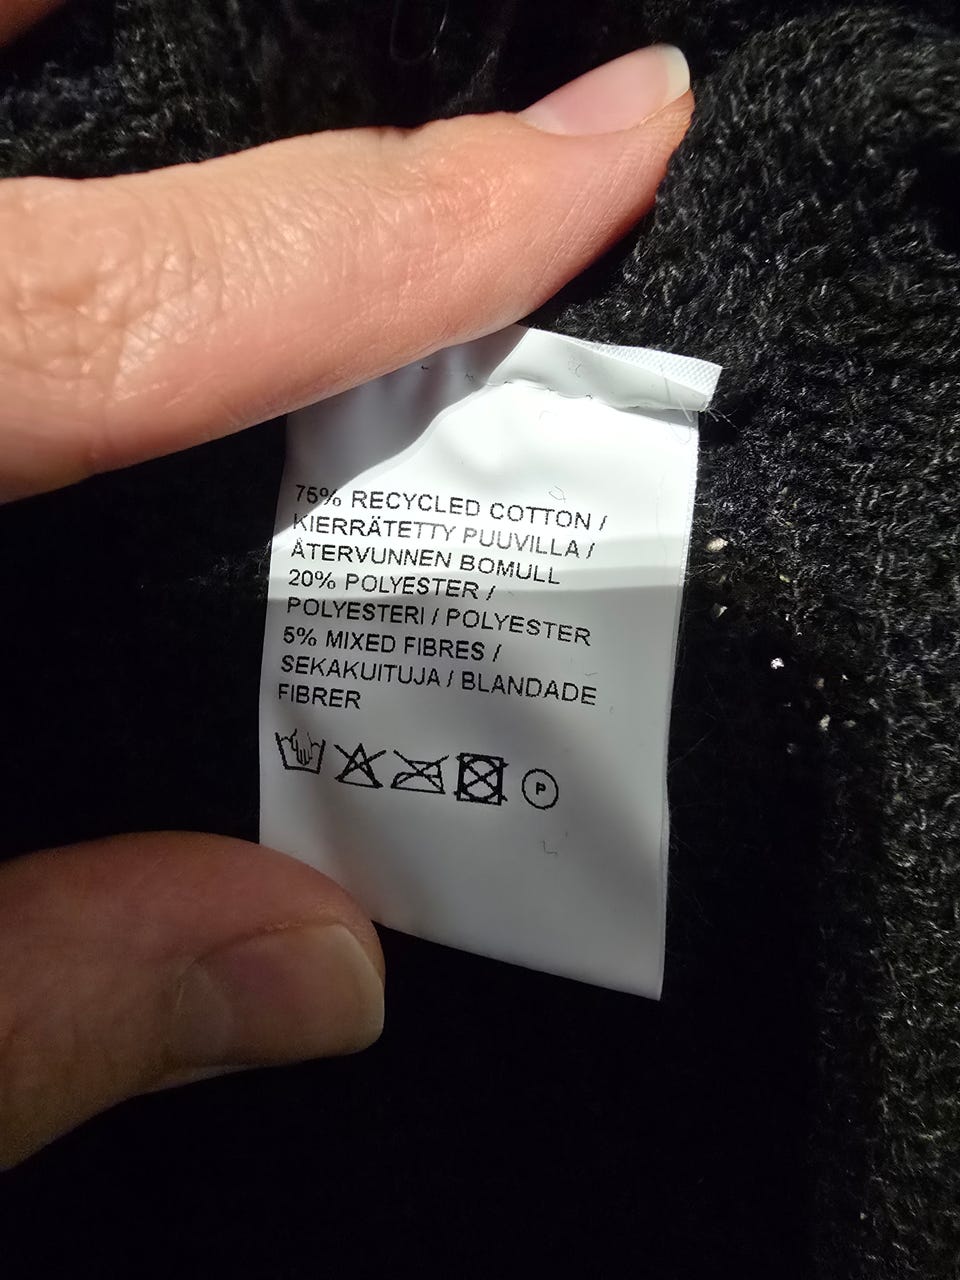 75% RECYCLED COTTON /
KIERRÄTETTY PUUVILLA /
ÅTERVUNNEN BOMULL
20% POLYESTER /
POLYESTERI / POLYESTER
5% MIXED FIBRES /
SEKAKUITUJA / BLANDADE
FIBRER
P